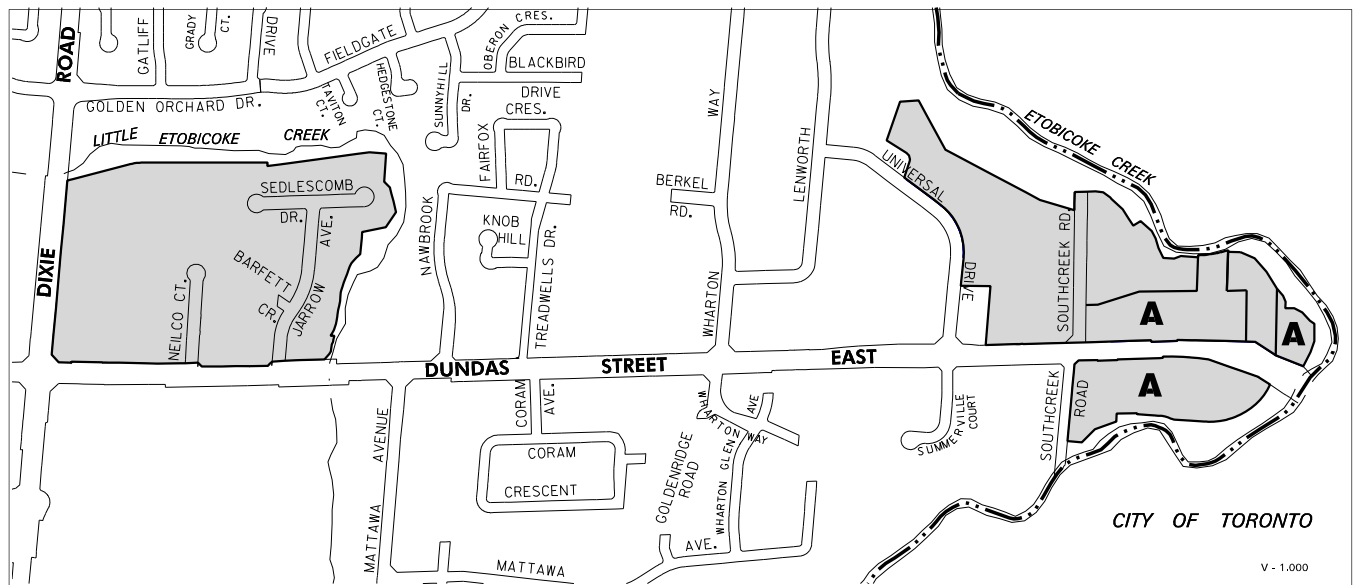 ROAD
GATLIFF
GRADY
CT.
DRIVE
FIELDGATE
OBERON CRES.
BLACKBIRD
DRIVE
GOLDEN ORCHARD DR.
TAVITON
CT.
HEDGESTONE
CT.
SUNNYHILL
DR.
CRES.
FAIRFOX
RD.
WAY
LENWORTH
LITTLE ETOBICOKE CREEK
ETOBICOKE CREEK
UNIVERSAL
DRIVE
SEDLESCOMB
DR.
AVE.
JARROW
BARFETT
CR.
NEILCO CT.
DIXIE
NAWBROOK
KNOB
HILL
TREADWELLS DR.
BERKEL
RD.
WHARTON
SOUTHCREEK RD.
A
A
DUNDAS STREET EAST
A
AVENUE
MATTAWA
CORAM
AVE.
CORAM
CRESCENT
WHARTON WAY
AVE
WHARTON GLEN
GOLDENRIDGE
ROAD
AVE.
SUMMERVILLE
COURT
SOUTHCREEK
ROAD
MATTAWA
CITY OF TORONTO
V - 1.000